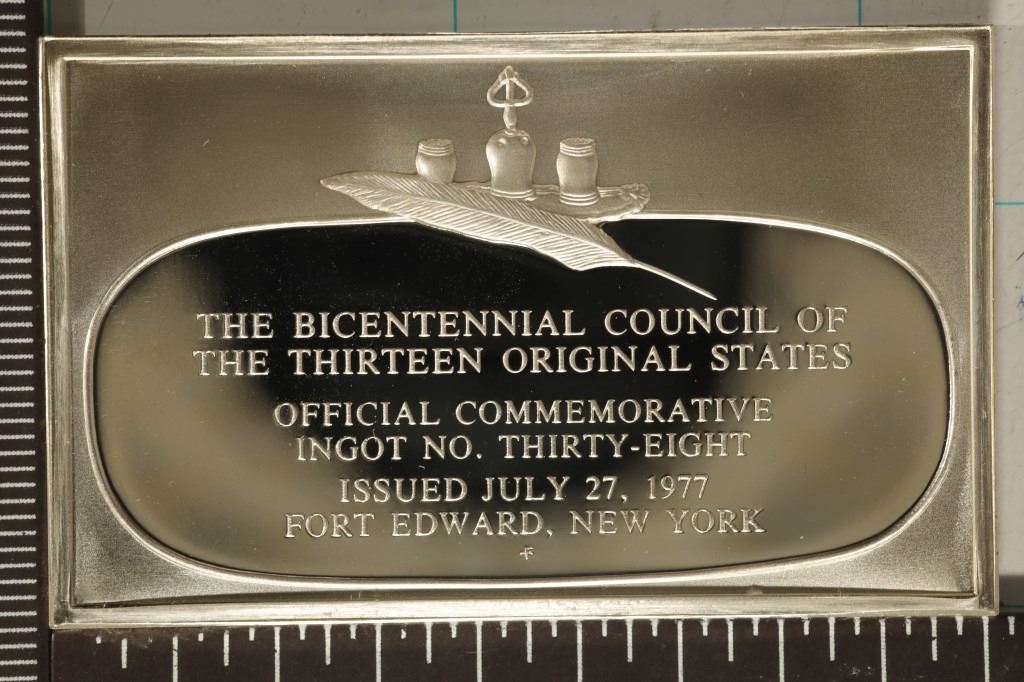 THE BICENTENNIAL COUNCIL OF
THE THIRTEEN ORIGINAL STATES
OFFICIAL COMMEMORATIVE
INGOT NO. THIRTY-EIGHT
ISSUED JULY 27, 1977
FORT EDWARD, NEW YORK